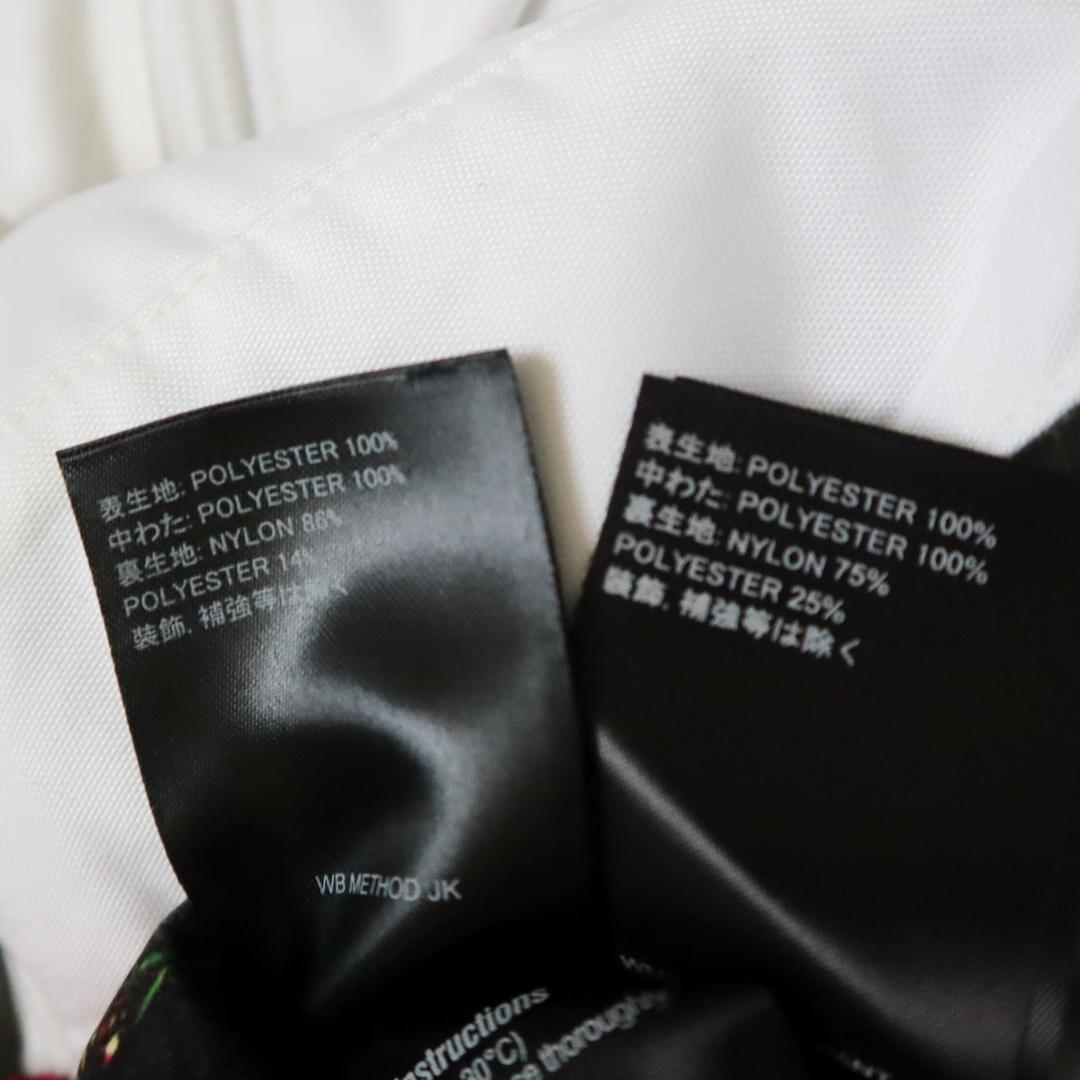 表生地: POLYESTER 100%
中わた: POLYESTER 100%
裏生地: NYLON 86%
POLYESTER 14%
装飾, 補強等は除く
WB METHOD JK
表生地: POLYESTER 100%
中わた: POLYESTER 100%
裏生地: NYLON 75%
POLYESTER 25%
装飾, 補強等は除く
30°C)
thoroughly